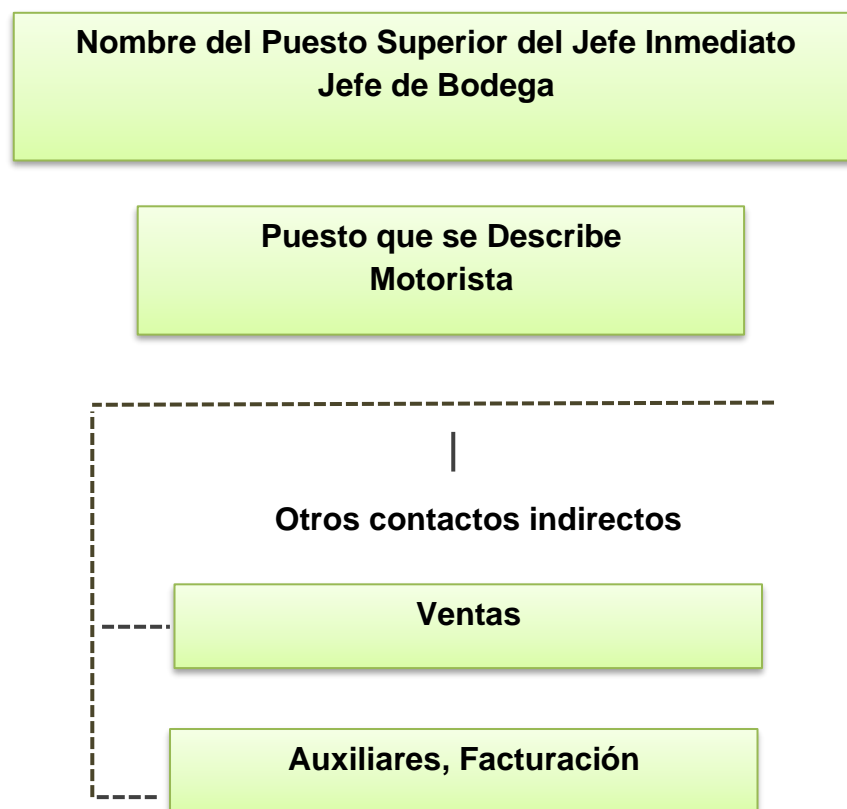 Nombre del Puesto Superior del Jefe Inmediato
Jefe de Bodega
Puesto que se Describe
Motorista
Otros contactos indirectos
Ventas
Auxiliares, Facturación